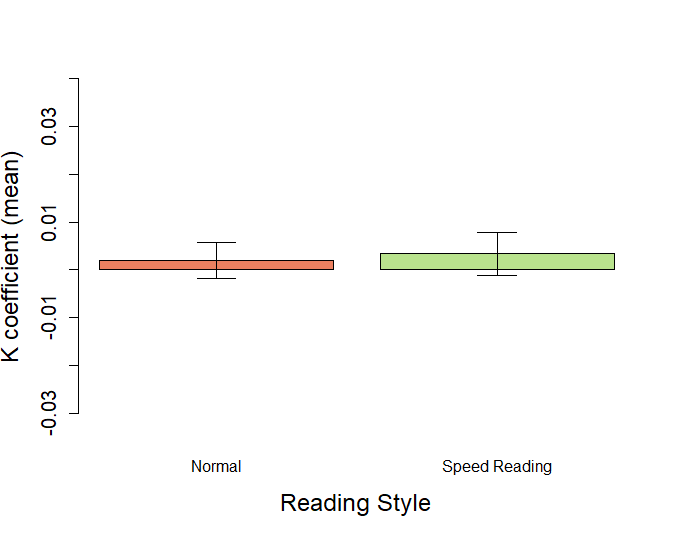 K coefficient (mean)
0.03
0.01
-0.01
-0.03
Normal
Speed Reading
Reading Style